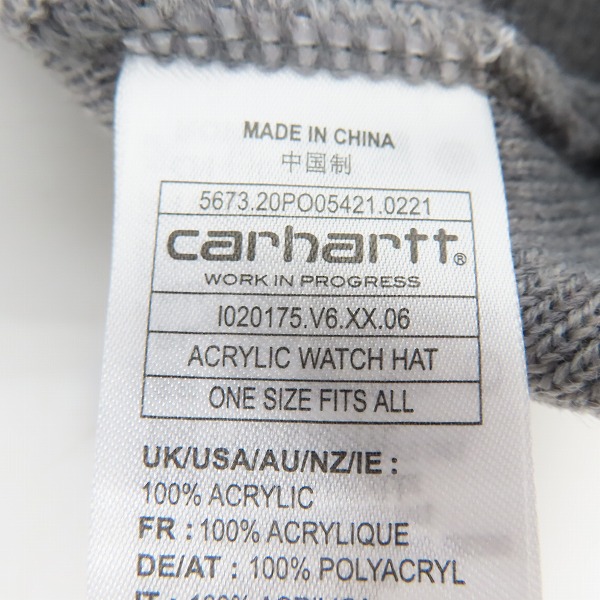 MADE IN CHINA
中国制
5673.20PO05421.0221
carhartt®
WORK IN PROGRESS
I020175.V6.XX.06
ACRYLIC WATCH HAT
ONE SIZE FITS ALL
UK/USA/AU/NZ/IE :
100% ACRYLIC
FR : 100% ACRYLIQUE
DE/AT : 100% POLYACRYL
IT : 100%